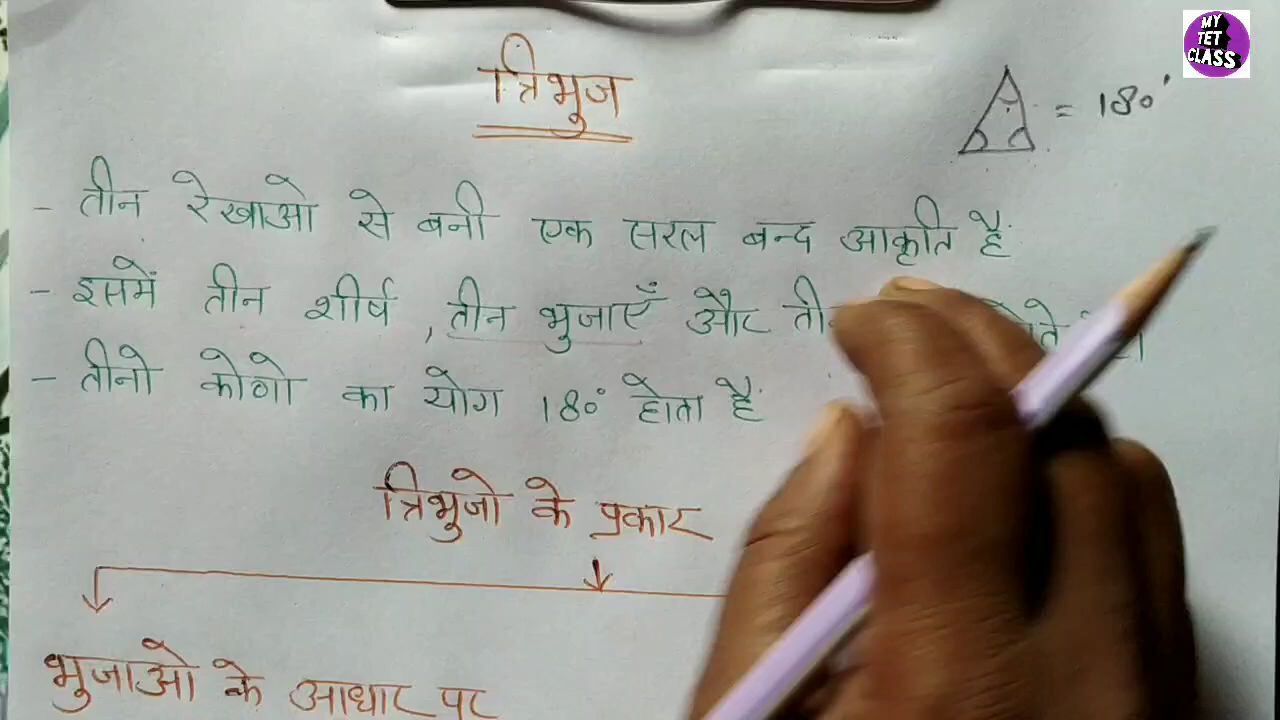 MY
TET
CLASS
त्रिभुज
= 180°
- तीन रेखाओ से बनी एक सरल बन्द आकृति है
- इसमें तीन शीर्ष , तीन भुजाएँ और
- तीनो कोणो का योग 180° होता है
त्रिभुजो के प्रकार
भुजाओ के आधार पर